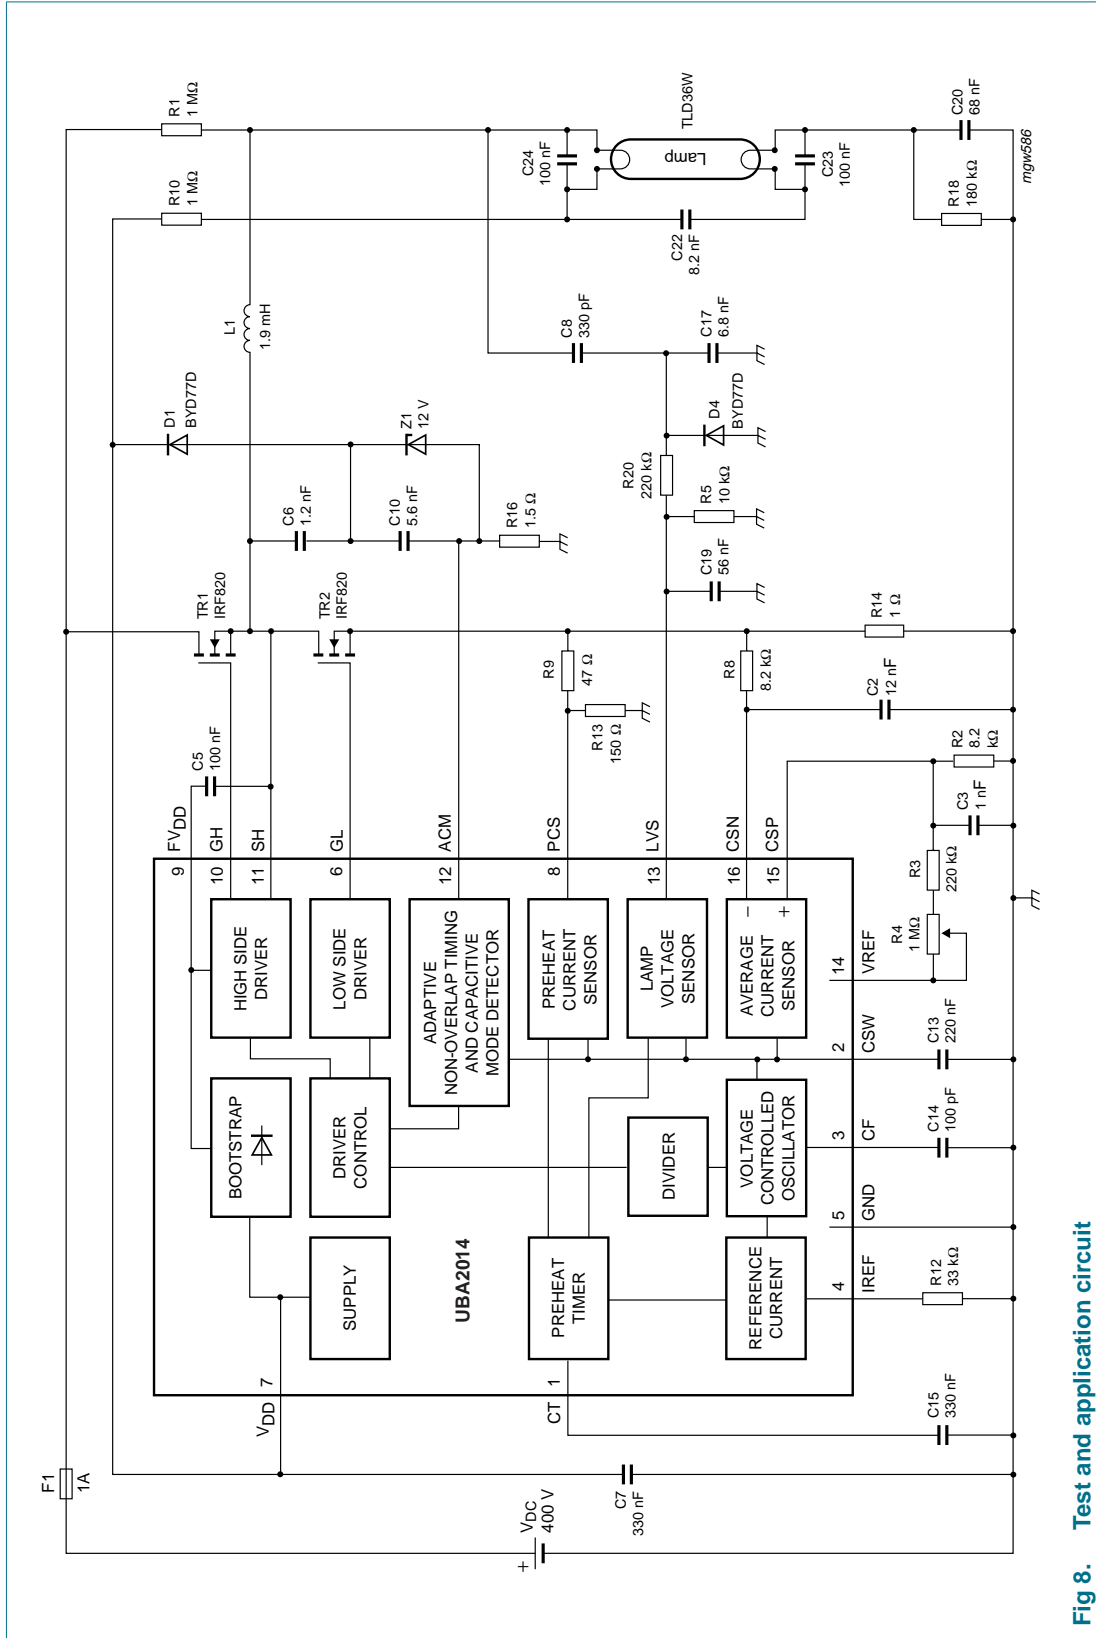 F1
1A
VDC
400 V
+
C7
330 nF
VDD
7
CT
1
C15
330 nF
SUPPLY
BOOTSTRAP
HIGH SIDE
DRIVER
DRIVER
CONTROL
LOW SIDE
DRIVER
UBA2014
ADAPTIVE
NON-OVERLAP TIMING
AND CAPACITIVE
MODE DETECTOR
PREHEAT
TIMER
PREHEAT
CURRENT
SENSOR
DIVIDER
LAMP
VOLTAGE
SENSOR
REFERENCE
CURRENT
VOLTAGE
CONTROLLED
OSCILLATOR
AVERAGE
CURRENT
SENSOR
−
+
9
FVDD
10
GH
11
SH
6
GL
12
ACM
8
PCS
13
LVS
16
CSN
15
CSP
4
IREF
5
GND
3
CF
2
CSW
14
VREF
R12
33 kΩ
C14
100 pF
C13
220 nF
R4
1 MΩ
R3
220 kΩ
C3
1 nF
R2
8.2
kΩ
C2
12 nF
R8
8.2 kΩ
R14
1 Ω
R9
47 Ω
R13
150 Ω
C5
100 nF
TR1
IRF820
TR2
IRF820
C6
1.2 nF
C10
5.6 nF
R16
1.5 Ω
D1
BYD77D
Z1
12 V
L1
1.9 mH
C19
56 nF
R5
10 kΩ
R20
220 kΩ
D4
BYD77D
C8
330 pF
C17
6.8 nF
R10
1 MΩ
R1
1 MΩ
C22
8.2 nF
C24
100 nF
Lamp
TLD36W
C23
100 nF
R18
180 kΩ
C20
68 nF
mgw586
Fig 8. Test and application circuit